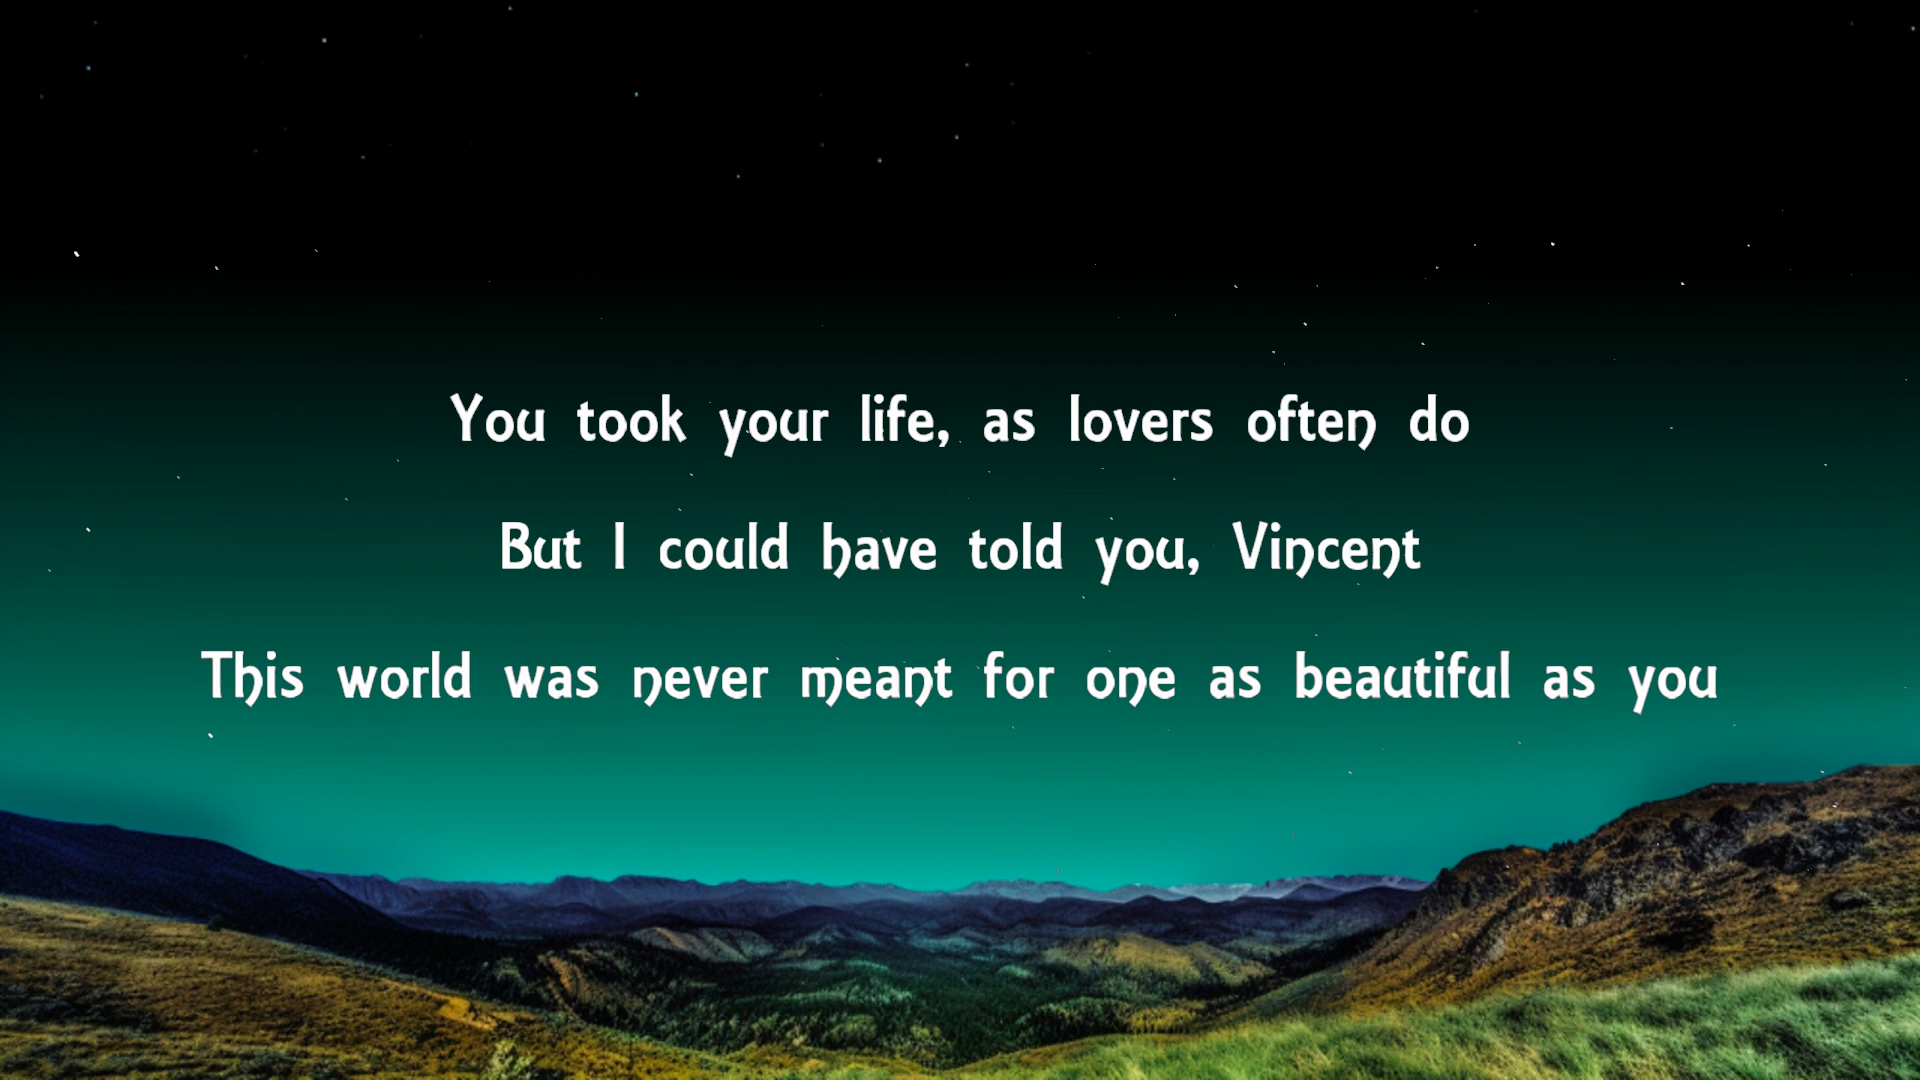 You took your life, as lovers often do
But I could have told you, Vincent
This world was never meant for one as beautiful as you